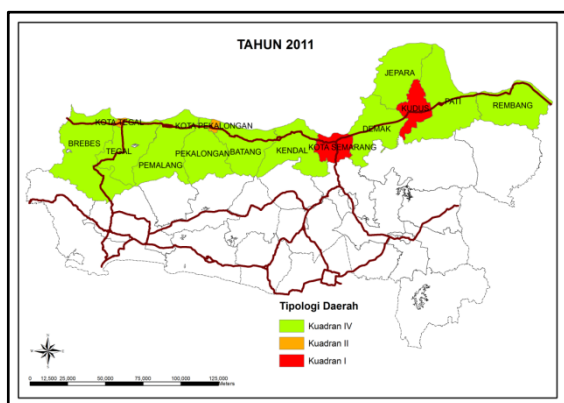 TAHUN 2011
JEPARA
KUDUS
PATI
REMBANG
KOTA TEGAL
KOTA PEKALONGAN
DEMAK
BREBES
TEGAL
PEMALANG
PEKALONGAN
BATANG
KENDAL
KOTA SEMARANG
Tipologi Daerah
Kuadran IV
Kuadran II
Kuadran I
0 12,500 25,000 50,000 75,000 100,000 125,000
Meters